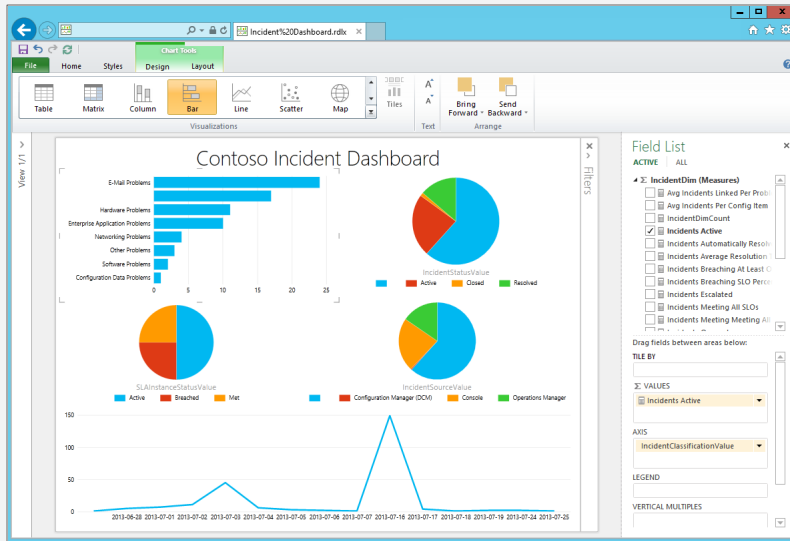 Incident%20Dashboard.rdlx
Chart Tools
File Home Styles Design Layout
Table Matrix Column Bar Line Scatter Map Tiles
A A
Bring Forward Send Backward
Visualizations Text Arrange
View 1/1
Contoso Incident Dashboard
E-Mail Problems
Hardware Problems
Enterprise Application Problems
Networking Problems
Other Problems
Software Problems
Configuration Data Problems
0 5 10 15 20 25
IncidentStatusValue
Active Closed Resolved
SLAInstanceStatusValue
Active Breached Met
IncidentSourceValue
Configuration Manager (DCM) Console Operations Manager
150
100
50
0
2013-06-28 2013-07-01 2013-07-02 2013-07-03 2013-07-04 2013-07-05 2013-07-06 2013-07-07 2013-07-16 2013-07-17 2013-07-18 2013-07-19 2013-07-24 2013-07-25
Filters
Field List
ACTIVE ALL
Σ IncidentDim (Measures)
Avg Incidents Linked Per Prob
Avg Incidents Per Config Item
IncidentDimCount
Incidents Active
Incidents Automatically Resol
Incidents Average Resolution
Incidents Breaching At Least
Incidents Breaching SLO Perce
Incidents Escalated
Incidents Meeting All SLOs
Incidents Meeting Meeting All
Drag fields between areas below:
TILE BY
Σ VALUES
Incidents Active
AXIS
IncidentClassificationValue
LEGEND
VERTICAL MULTIPLES